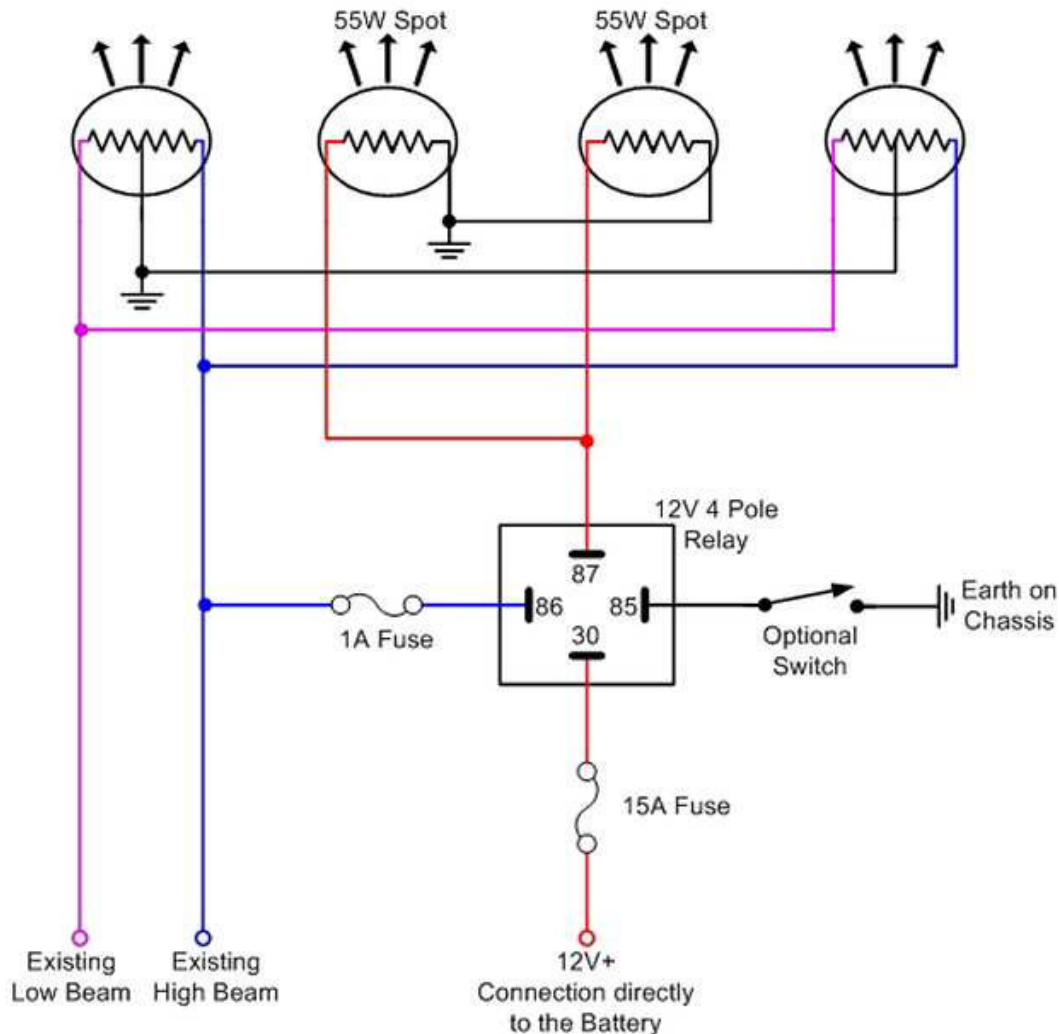 55W Spot
55W Spot
12V 4 Pole
Relay
87
86
85
30
1A Fuse
Optional
Switch
Earth on
Chassis
15A Fuse
Existing
Low Beam
Existing
High Beam
12V+
Connection directly
to the Battery